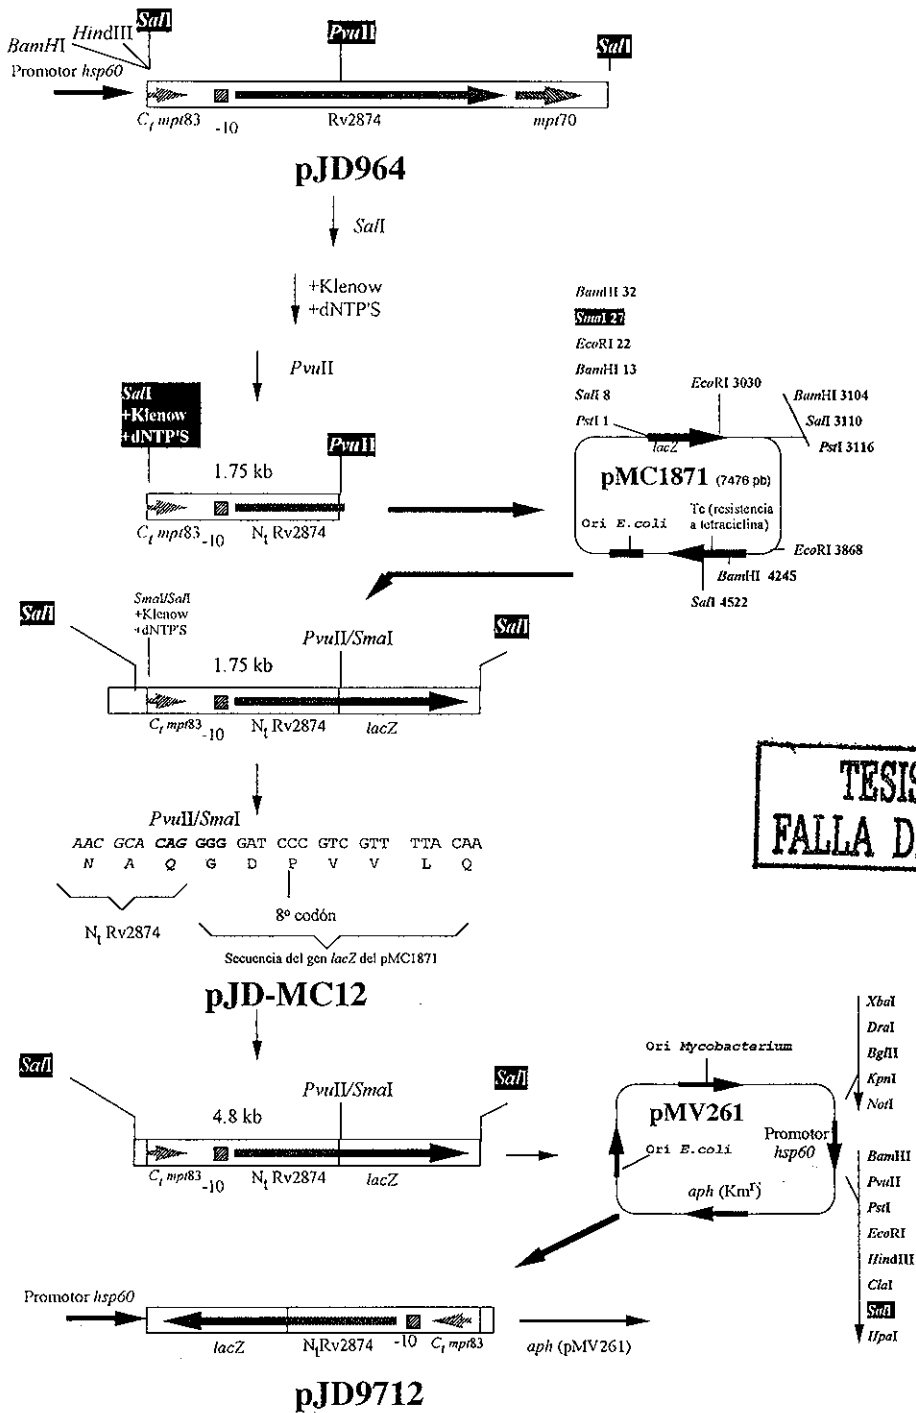 SalI
HindIII
BamHI
PvuII
SalI
Promotor hsp60
Ct mpt83
-10
Rv2874
mpt70
pJD964
SalI
+Klenow
+dNTP'S
PvuII
BamHI 32
SmaI 27
EcoRI 22
BamHI 13
SalI 8
PstI 1
EcoRI 3030
BamHI 3104
SalI 3110
PstI 3116
lacZ
pMC1871 (7476 pb)
Tc (resistencia
a tetraciclina)
Ori E.coli
EcoRI 3868
BamHI 4245
SalI 4522
SalI
+Klenow
+dNTP'S
PvuII
1.75 kb
Ct mpt83
-10
Nt Rv2874
SmaI/SalI
+Klenow
+dNTP'S
SalI
PvuII/SmaI
SalI
1.75 kb
Ct mpt83
-10
Nt Rv2874
lacZ
PvuII/SmaI
AAC GCA CAG GGG GAT CCC GTC GTT TTA CAA
N A Q G D P V V L Q
8º codón
Nt Rv2874
Secuencia del gen lacZ del pMC1871
pJD-MC12
TESIS
FALLA
SalI
PvuII/SmaI
SalI
4.8 kb
Ct mpt83
-10
Nt Rv2874
lacZ
Ori Mycobacterium
pMV261
Promotor
hsp60
Ori E.coli
aph (Kmr)
XbaI
DraI
BglII
KpnI
NotI
BamHI
PvuII
PstI
EcoRI
HindIII
ClaI
SalI
HpaI
Promotor hsp60
lacZ
NtRv2874
-10
Ct mpt83
aph (pMV261)
pJD9712